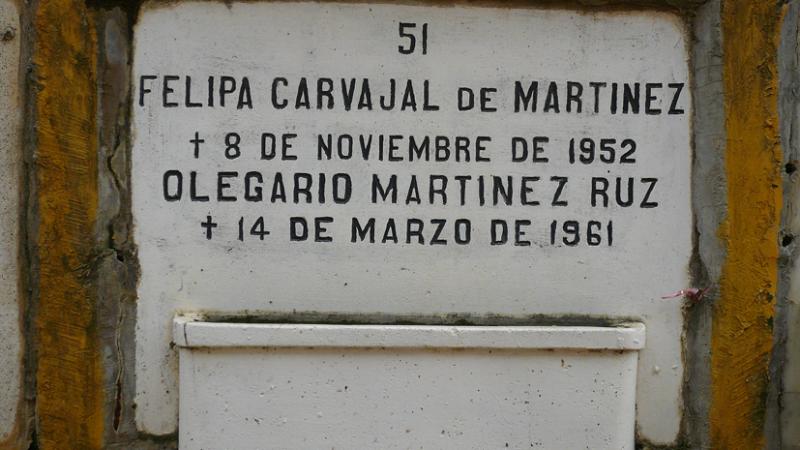 51
FELIPA CARVAJAL DE MARTINEZ
† 8 DE NOVIEMBRE DE 1952
OLEGARIO MARTINEZ RUZ
† 14 DE MARZO DE 1961